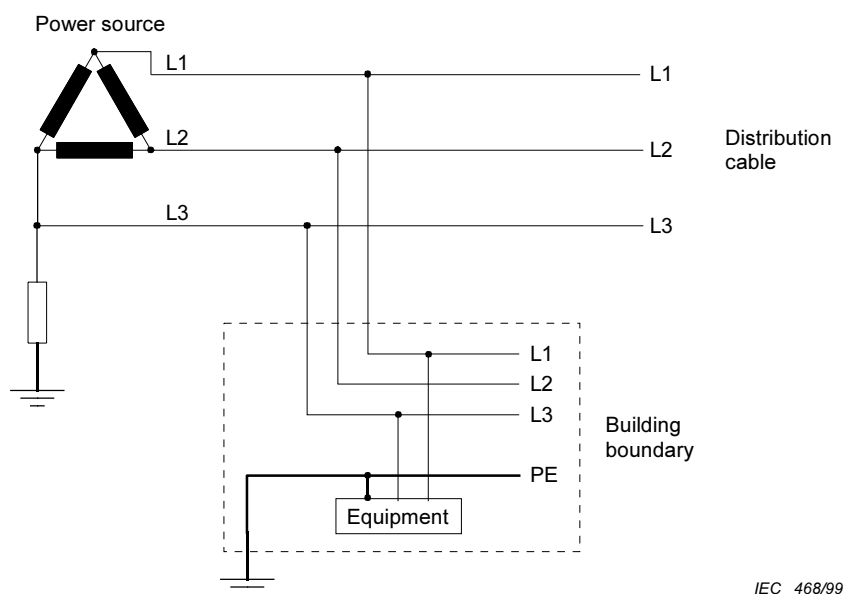 Power source
L1
L1
L2
L2
Distribution
cable
L3
L3
L1
L2
L3
Building
boundary
PE
Equipment
IEC 468/99